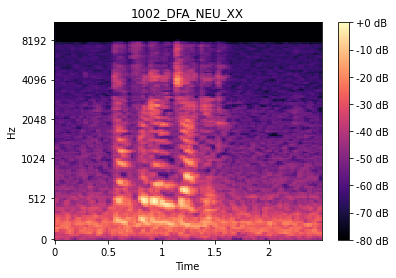 1002_DFA_NEU_XX
+0 dB
8192
-10 dB
4096
-20 dB
-30 dB
2048
Hz
-40 dB
1024
-50 dB
512
-60 dB
-70 dB
0
-80 dB
0
0.5
1
1.5
2
Time